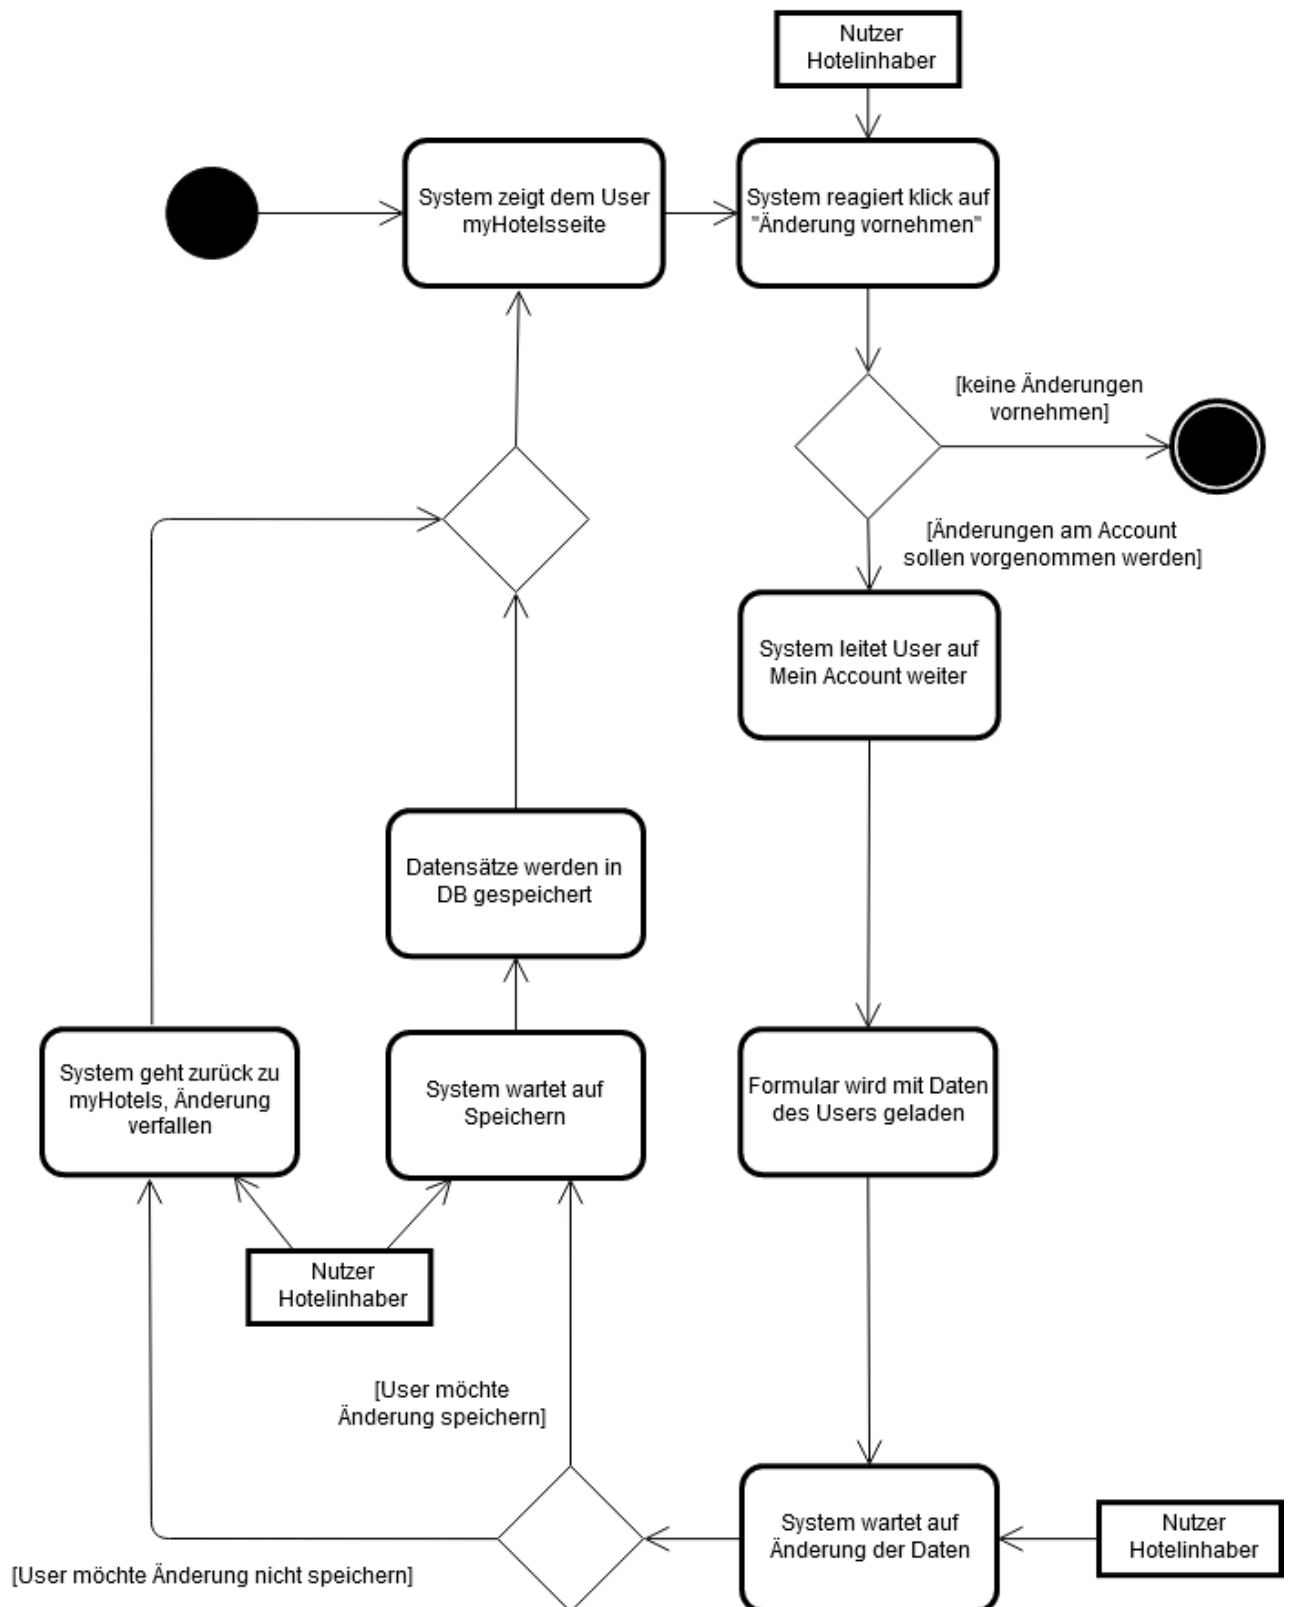 Nutzer
Hotelinhaber
System zeigt dem User
myHotelsseite
System reagiert klick auf
"Änderung vornehmen"
[keine Änderungen
vornehmen]
[Änderungen am Account
sollen vorgenommen werden]
System leitet User auf
Mein Account weiter
Datensätze werden in
DB gespeichert
System geht zurück zu
myHotels, Änderung
verfallen
System wartet auf
Speichern
Formular wird mit Daten
des Users geladen
Nutzer
Hotelinhaber
[User möchte
Änderung speichern]
System wartet auf
Änderung der Daten
Nutzer
Hotelinhaber
[User möchte Änderung nicht speichern]